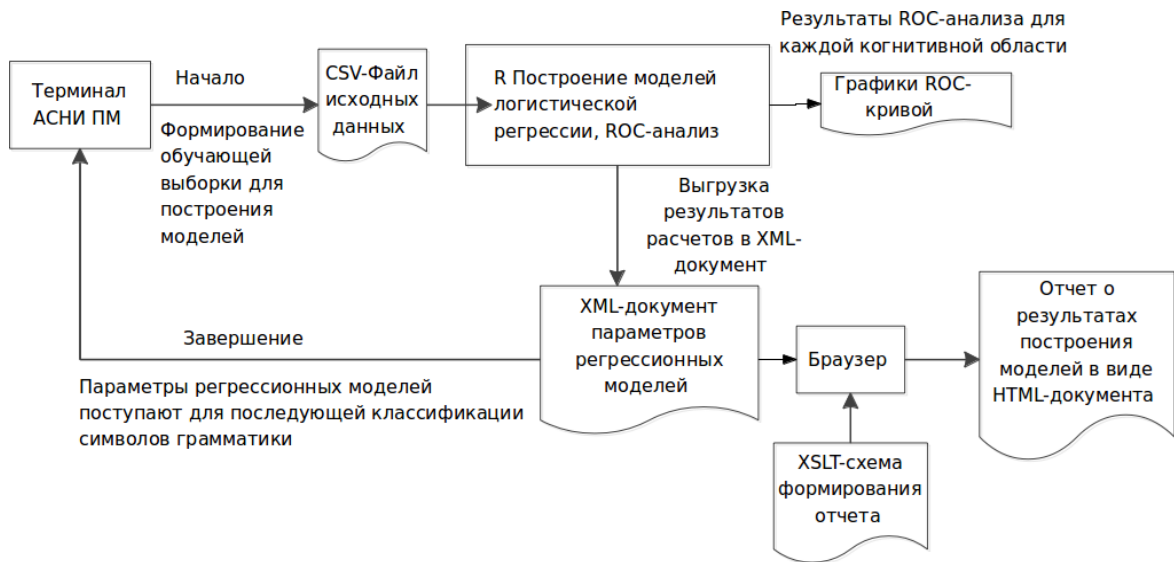 Результаты ROC-анализа для
каждой когнитивной области
Терминал
АСНИ ПМ
Начало
Формирование
обучающей
выборки для
построения
моделей
CSV-Файл
исходных
данных
R Построение моделей
логистической
регрессии, ROC-анализ
Графики ROC-
кривой
Выгрузка
результатов
расчетов в XML-
документ
XML-документ
параметров
регрессионных
моделей
Завершение
Параметры регрессионных моделей
поступают для последующей классификации
символов грамматики
Браузер
Отчет о
результатах
построения
моделей в виде
HTML-документа
XSLT-схема
формирования
отчета